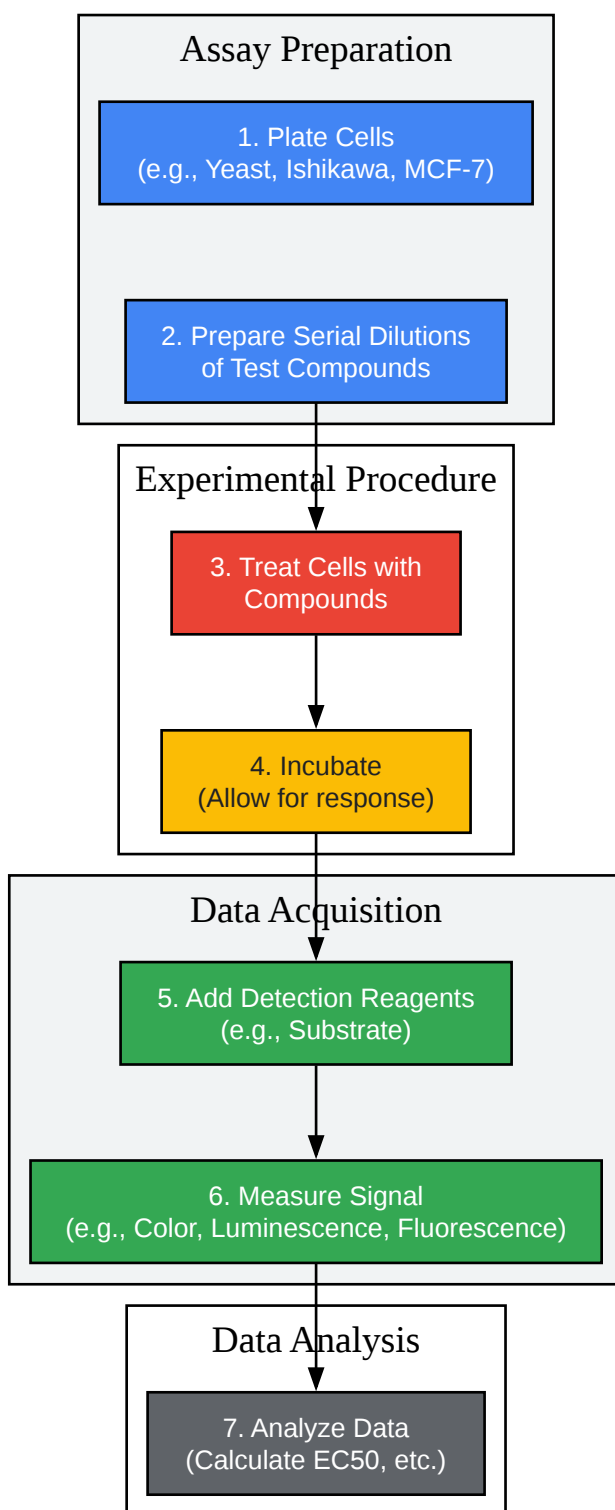 Assay Preparation
1. Plate Cells
(e.g., Yeast, Ishikawa, MCF-7)
2. Prepare Serial Dilutions
of Test Compounds
Experimental Procedure
3. Treat Cells with
Compounds
4. Incubate
(Allow for response)
Data Acquisition
5. Add Detection Reagents
(e.g., Substrate)
6. Measure Signal
(e.g., Color, Luminescence, Fluorescence)
Data Analysis
7. Analyze Data
(Calculate EC50, etc.)